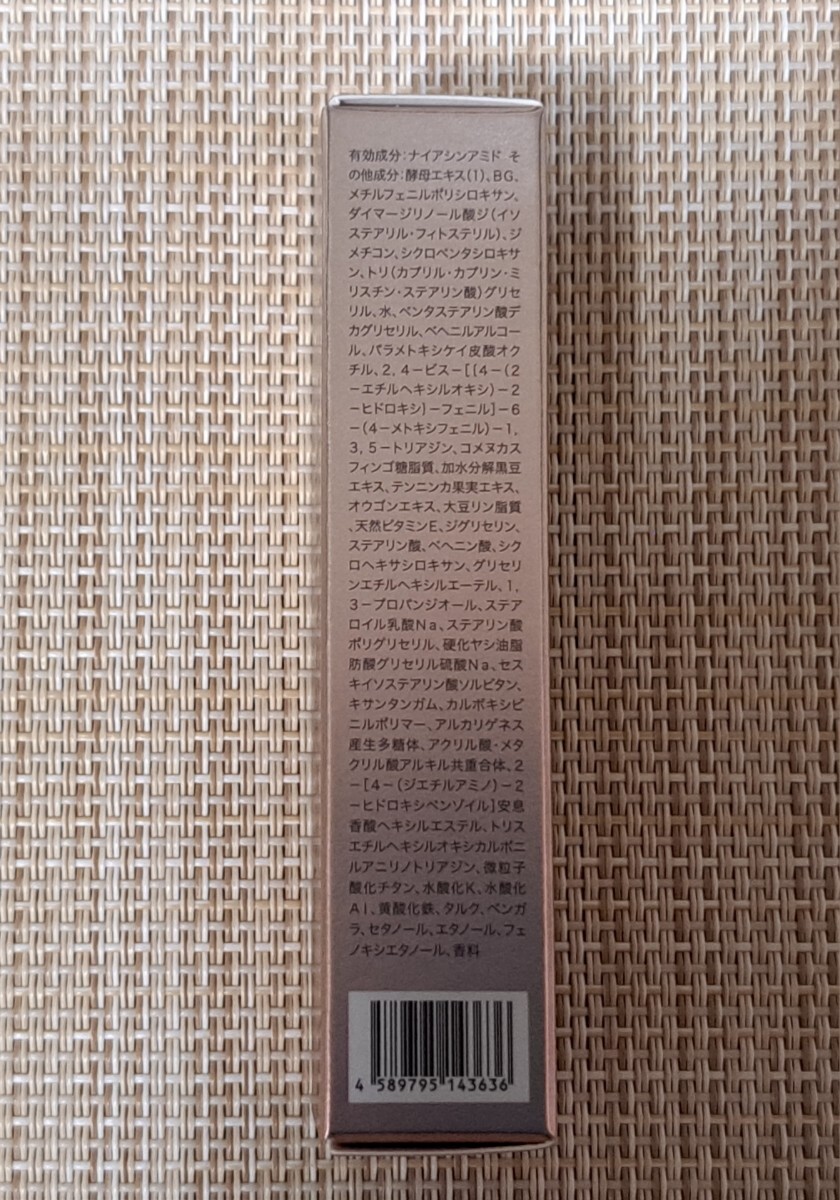 有効成分:ナイアシンアミド そ
の他成分:酵母エキス(1)、BG、
メチルフェニルポリシロキサン、
ダイマージリノール酸ジ(イソ
ステアリル・フィトステリル)、ジ
メチコン、シクロペンタシロキサ
ン、トリ(カプリル・カプリン・ミ
リスチン・ステアリン酸)グリセ
リル、水、ペンタステアリン酸デ
カグリセリル、ベヘニルアルコー
ル、パラメトキシケイ皮酸オク
チル、2,4-ビス-[{4-(2
-エチルヘキシルオキシ)-2
-ヒドロキシ}-フェニル]-6
-(4-メトキシフェニル)-1,
3,5-トリアジン、コメヌカス
フィンゴ糖脂質、加水分解黒豆
エキス、テンニンカ果実エキス、
オウゴンエキス、大豆リン脂質
、天然ビタミンE、ジグリセリン、
ステアリン酸、ベヘニン酸、シク
ロヘキサシロキサン、グリセリ
ンエチルヘキシルエーテル、1,
3-プロパンジオール、ステア
ロイル乳酸Na、ステアリン酸
ポリグリセリル、硬化ヤシ油脂
肪酸グリセリル硫酸Na、セス
キイソステアリン酸ソルビタン、
キサンタンガム、カルボキシビ
ニルポリマー、アルカリゲネス
産生多糖体、アクリル酸・メタ
クリル酸アルキル共重合体、2
-[4-(ジエチルアミノ)-2
-ヒドロキシベンゾイル]安息
香酸ヘキシルエステル、トリス
エチルヘキシルオキシカルボニ
ルアニリノトリアジン、微粒子
酸化チタン、水酸化K、水酸化
Al、黄酸化鉄、タルク、ベンガ
ラ、セタノール、エタノール、フェ
ノキシエタノール、香料
4 589795 143636